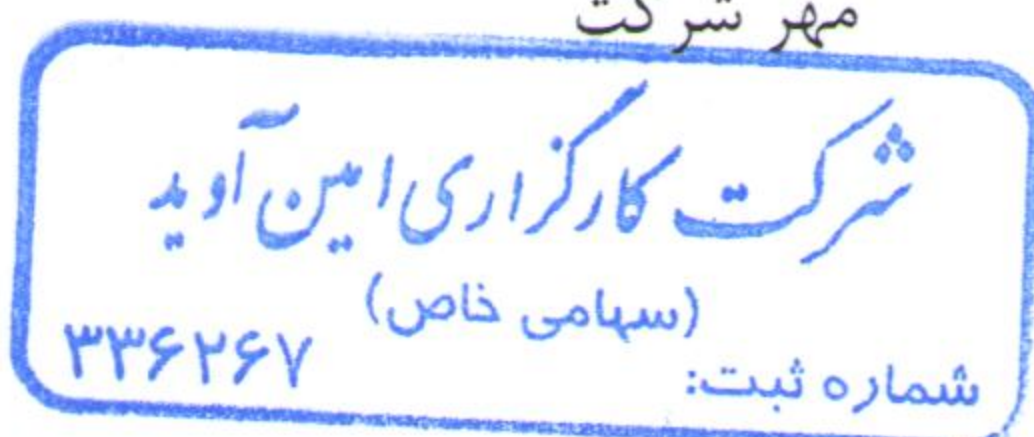 مهر شرکت
شرکت کارگزاری امین آوید
(سهامی خاص)
شماره ثبت: ۳۳۶۲۶۷